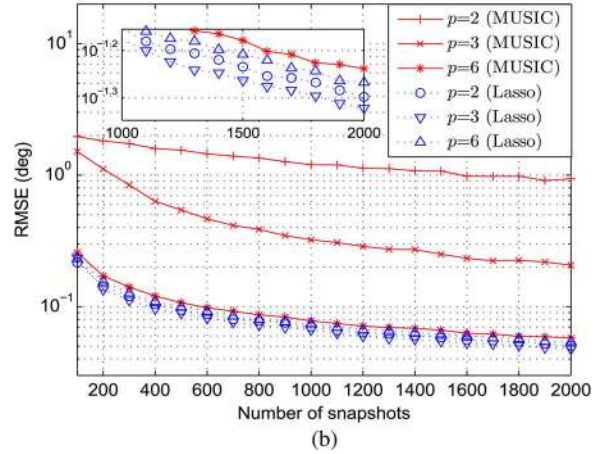 10^1
10^0
10^-1
RMSE (deg)
10^-1.2
10^-1.3
1000 1500 2000
p=2 (MUSIC)
p=3 (MUSIC)
p=6 (MUSIC)
p=2 (Lasso)
p=3 (Lasso)
p=6 (Lasso)
200 400 600 800 1000 1200 1400 1600 1800 2000
Number of snapshots
(b)